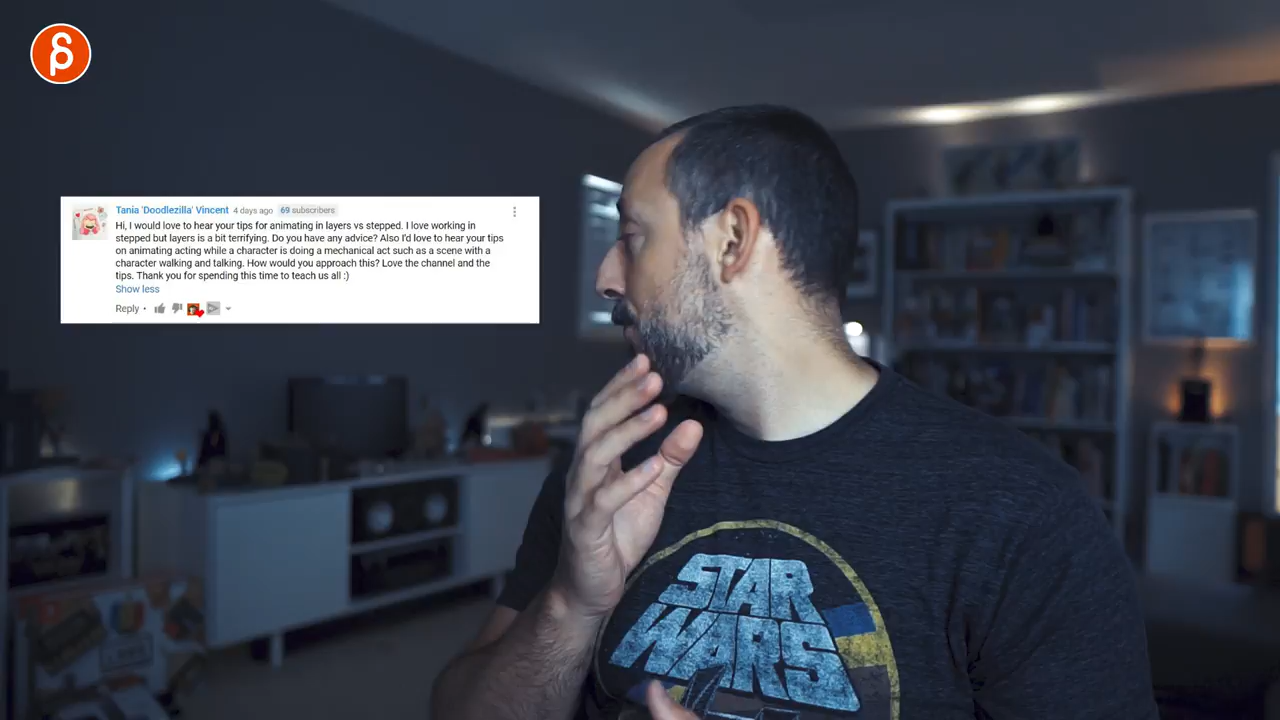 Tania 'Doodlezilla' Vincent 4 days ago 69 subscribers
Hi, I would love to hear your tips for animating in layers vs stepped. I love working in
stepped but layers is a bit terrifying. Do you have any advice? Also I'd love to hear your tips
on animating acting while a character is doing a mechanical act such as a scene with a
character walking and talking. How would you approach this? Love the channel and the
tips. Thank you for spending this time to teach us all :)
Show less
Reply
STAR
WARS